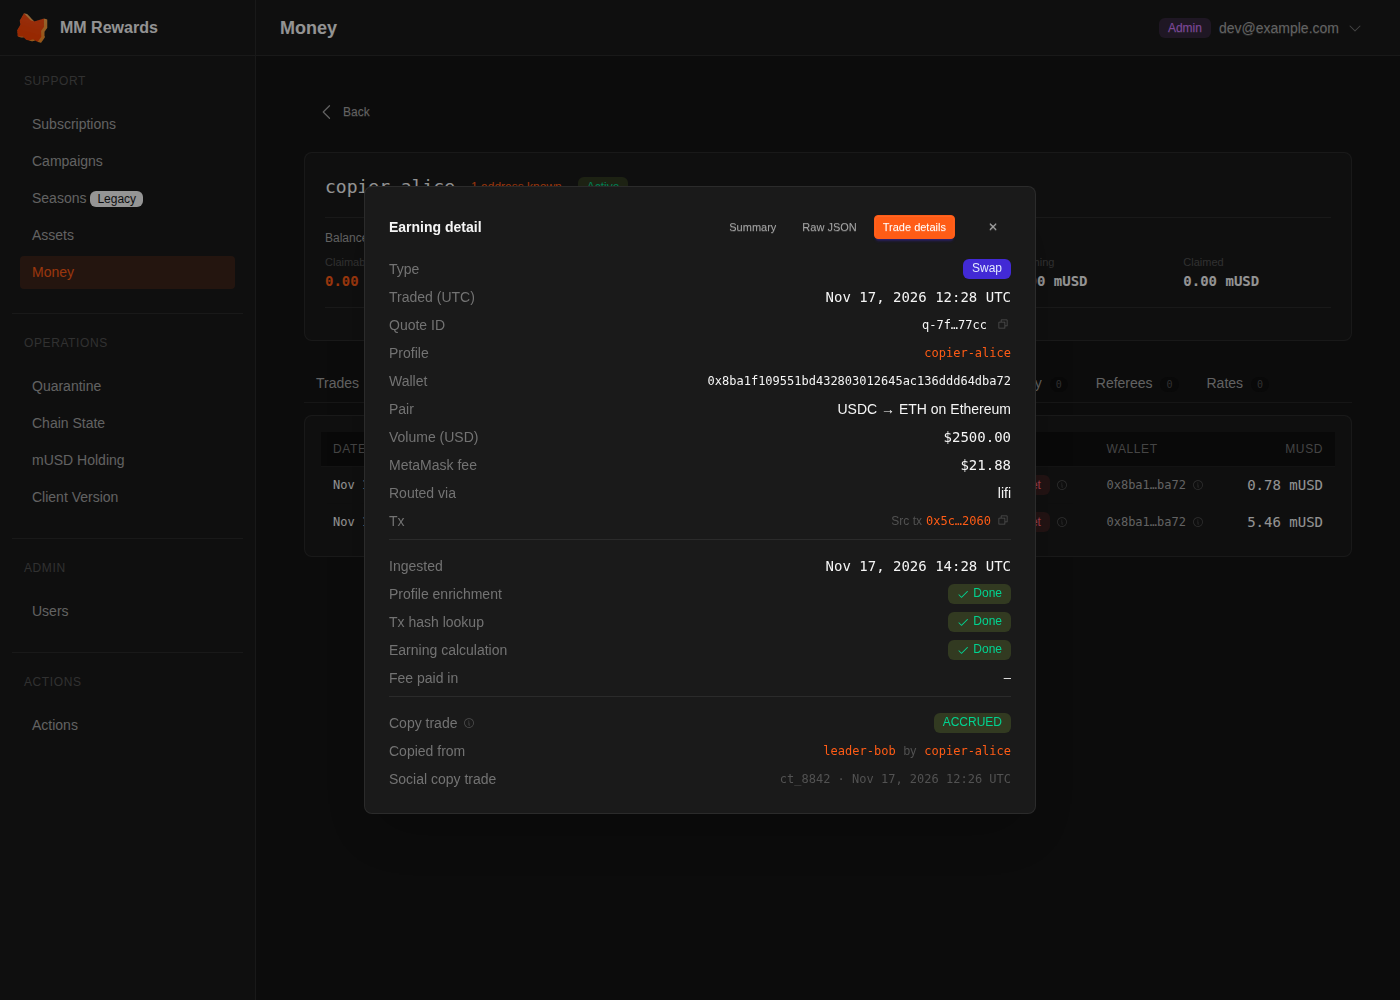 MM Rewards
Money
Admin dev@example.com
SUPPORT
Subscriptions
Campaigns
Seasons Legacy
Assets
Money
OPERATIONS
Quarantine
Chain State
mUSD Holding
Client Version
ADMIN
Users
ACTIONS
Actions
Back
copier-alice 1 address known Active
Balance
Claimed
0.00
0.00 mUSD
Trades
0 Referees 0 Rates 0
DATE WALLET MUSD
Nov 0x8ba1…ba72 0.78 mUSD
Nov 0x8ba1…ba72 5.46 mUSD
Earning detail Summary Raw JSON Trade details ×
Type Swap
Traded (UTC) Nov 17, 2026 12:28 UTC
Quote ID q-7f…77cc
Profile copier-alice
Wallet 0x8ba1f109551bd432803012645ac136ddd64dba72
Pair USDC → ETH on Ethereum
Volume (USD) $2500.00
MetaMask fee $21.88
Routed via lifi
Tx Src tx 0x5c…2060
Ingested Nov 17, 2026 14:28 UTC
Profile enrichment Done
Tx hash lookup Done
Earning calculation Done
Fee paid in –
Copy trade ACCRUED
Copied from leader-bob by copier-alice
Social copy trade ct_8842 · Nov 17, 2026 12:26 UTC